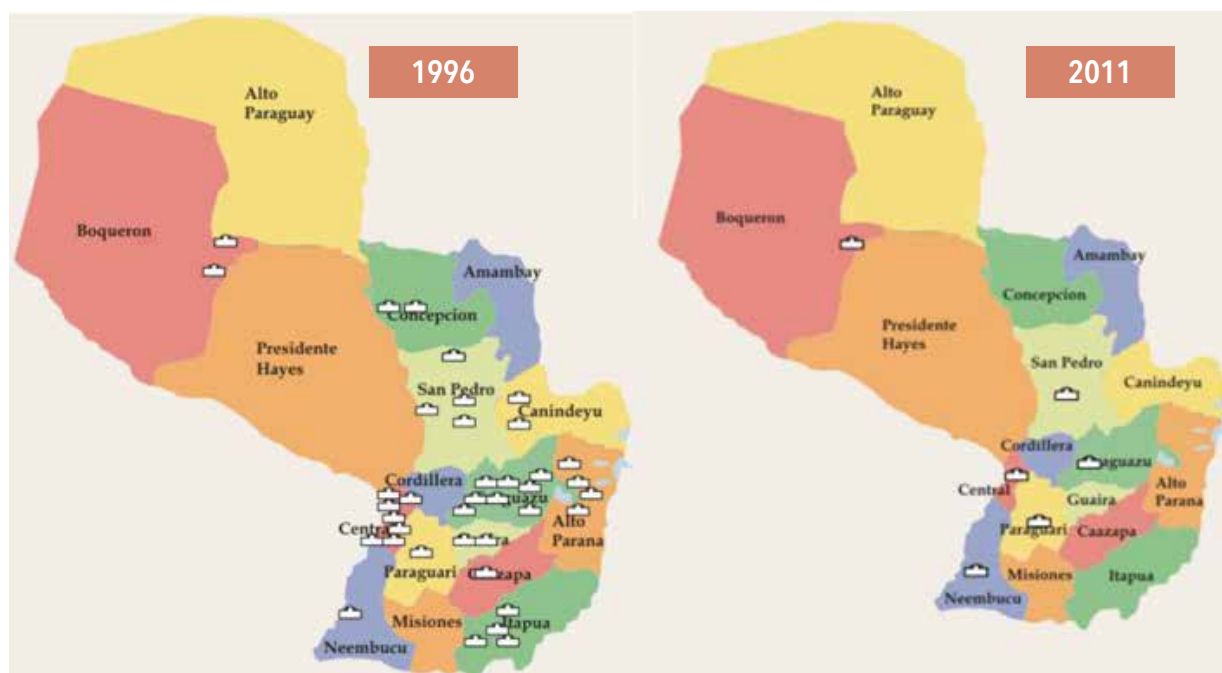 1996
Alto
Paraguay
Boqueron
Amambay
Concepcion
Presidente
Hayes
San Pedro
Canindeyu
Cordillera
Centra
Alto
Parana
Paraguari
Itapua
Misiones
Neembucu
2011
Alto
Paraguay
Boqueron
Amambay
Concepcion
Presidente
Hayes
San Pedro
Canindeyu
Cordillera
Central
Guaira
Alto
Parana
Paraguari
Caazapa
Misiones
Itapua
Neembucu